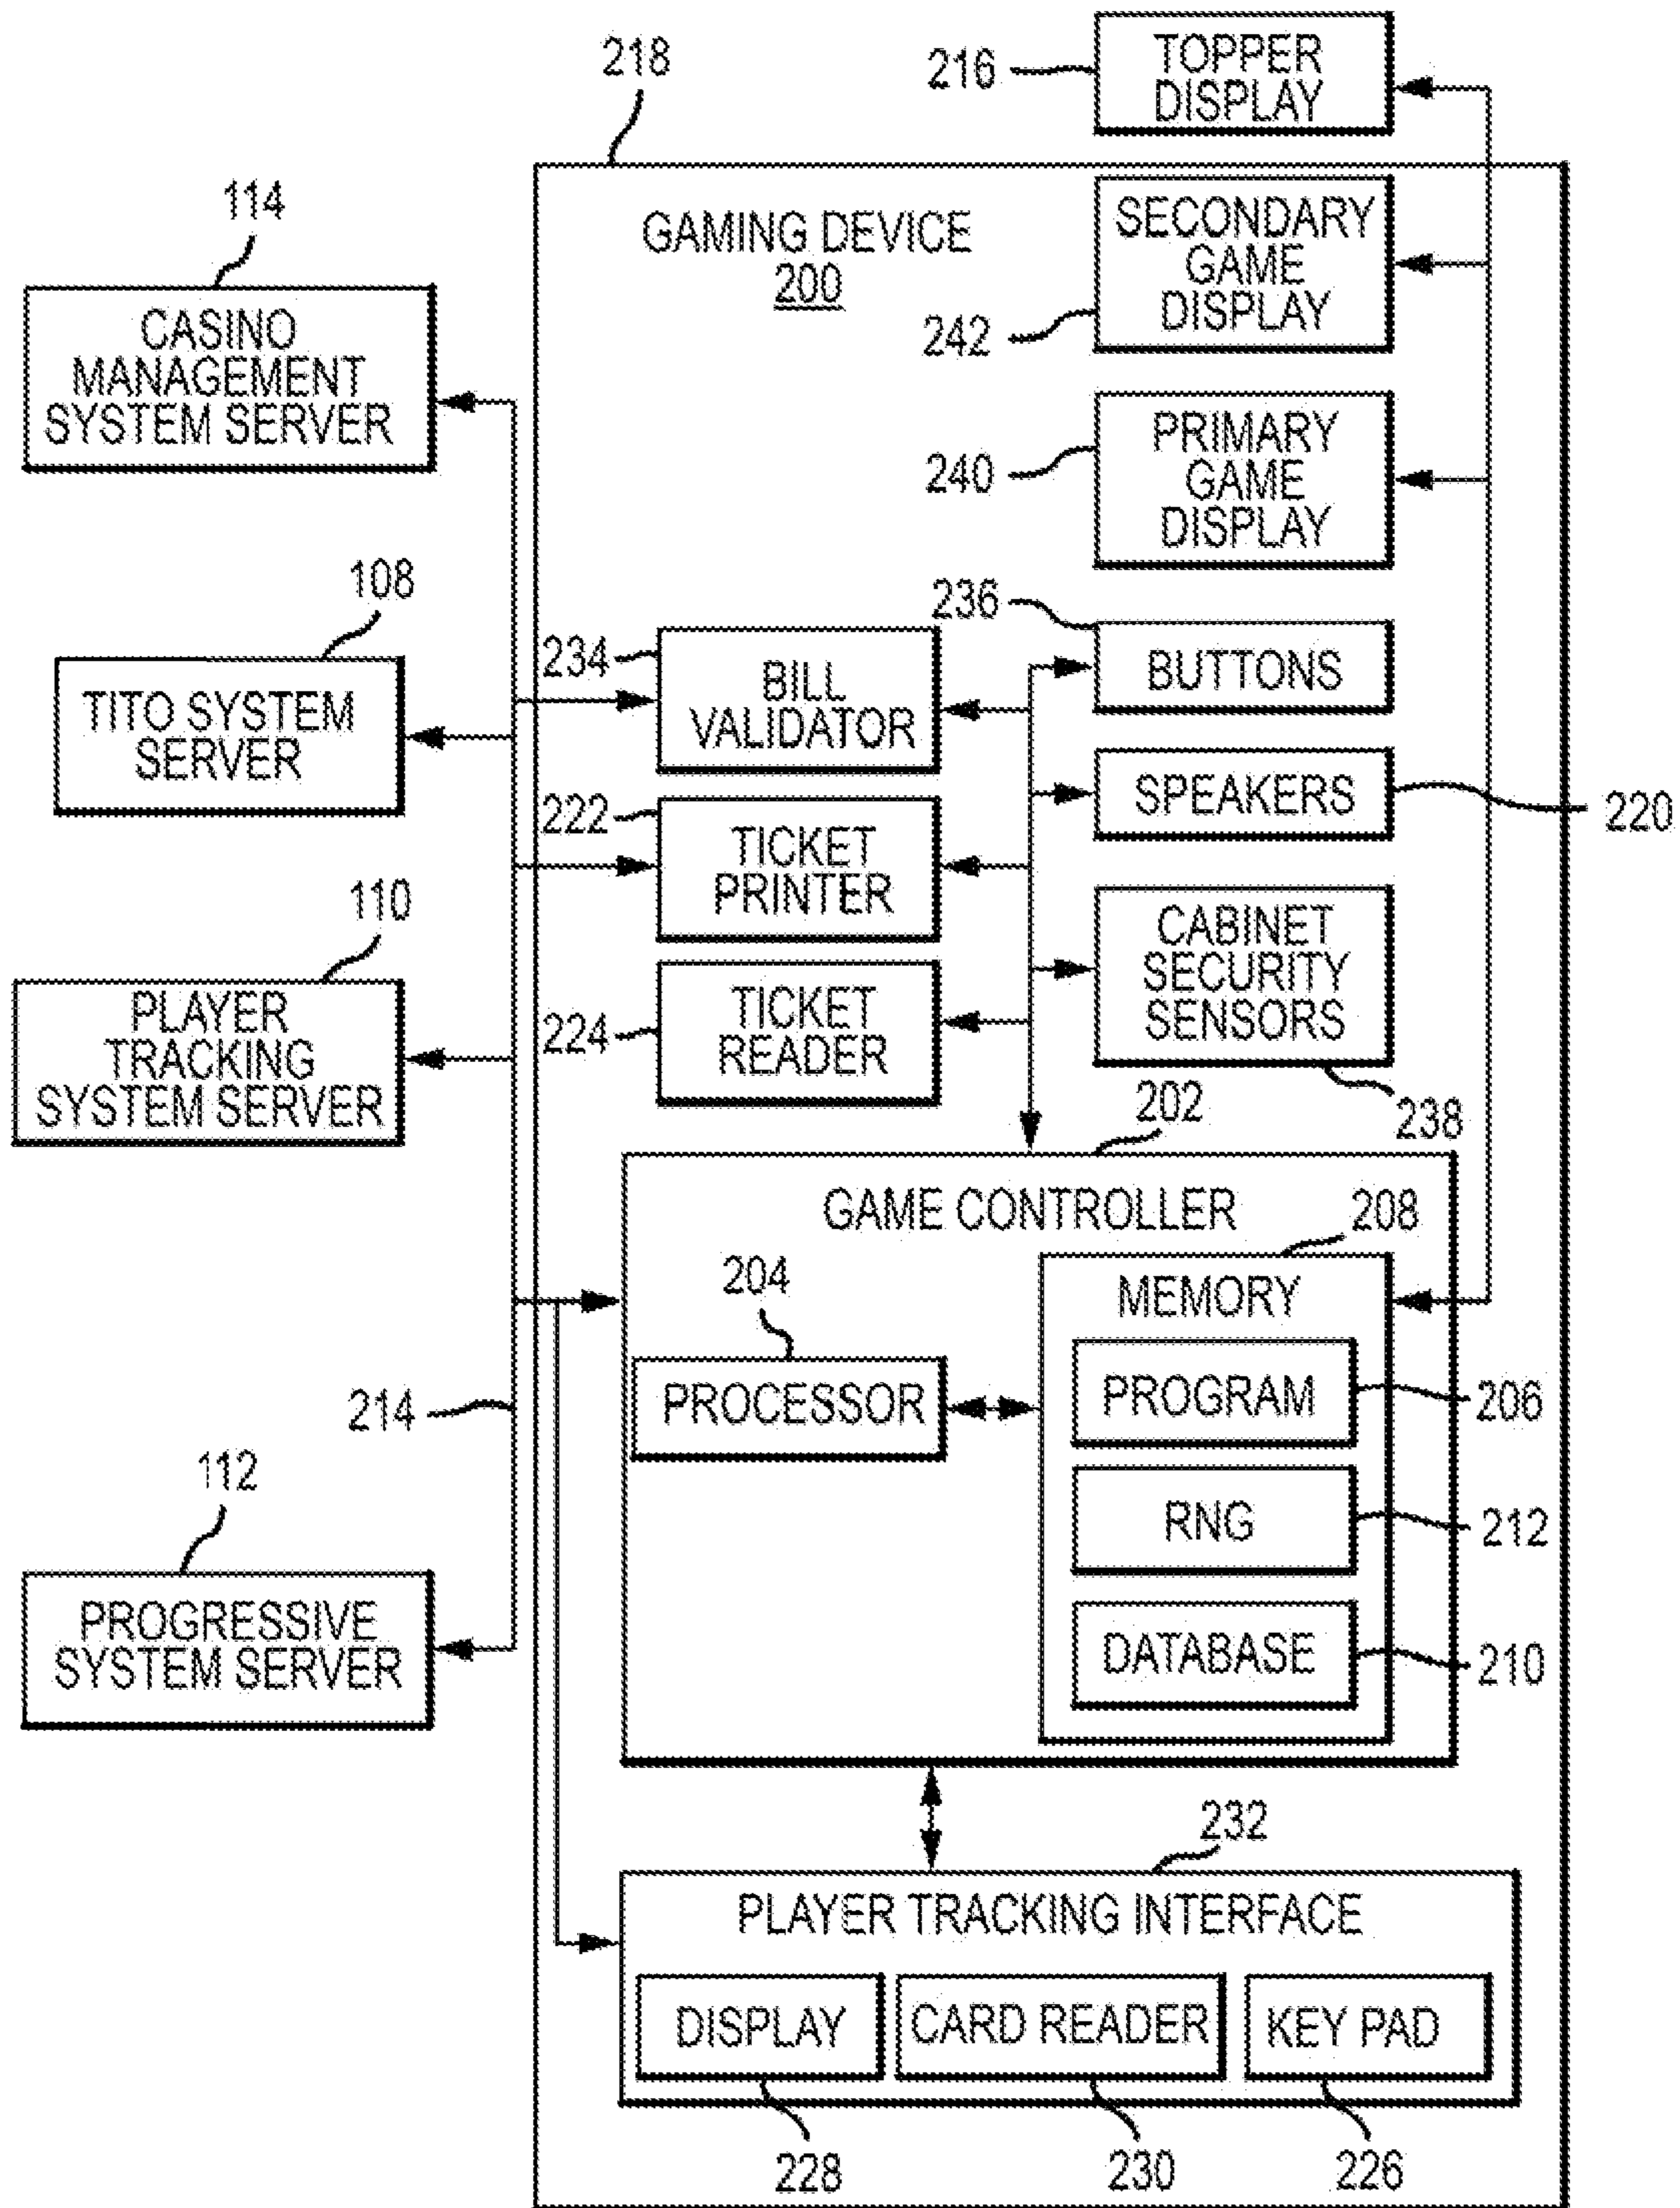 218
216
TOPPER
DISPLAY
114
GAMING DEVICE
200
SECONDARY
GAME
DISPLAY
242
CASINO
MANAGEMENT
SYSTEM SERVER
PRIMARY
GAME
DISPLAY
240
108
236
234
BILL
VALIDATOR
BUTTONS
TITO SYSTEM
SERVER
SPEAKERS
220
222
TICKET
PRINTER
110
CABINET
SECURITY
SENSORS
238
PLAYER
TRACKING
SYSTEM SERVER
224
TICKET
READER
202
GAME CONTROLLER
208
204
MEMORY
PROCESSOR
PROGRAM
206
214
112
RNG
212
PROGRESSIVE
SYSTEM SERVER
DATABASE
210
232
PLAYER TRACKING INTERFACE
DISPLAY
CARD READER
KEY PAD
228
230
226